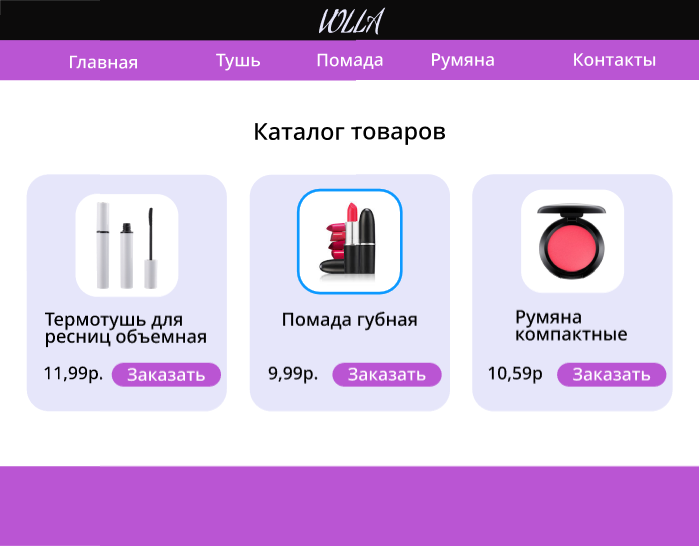 VOLLA
Главная Тушь Помада Румяна Контакты
Каталог товаров
Термотушь для
ресниц объемная
11,99р. Заказать
Помада губная
9,99р. Заказать
Румяна
компактные
10,59р Заказать